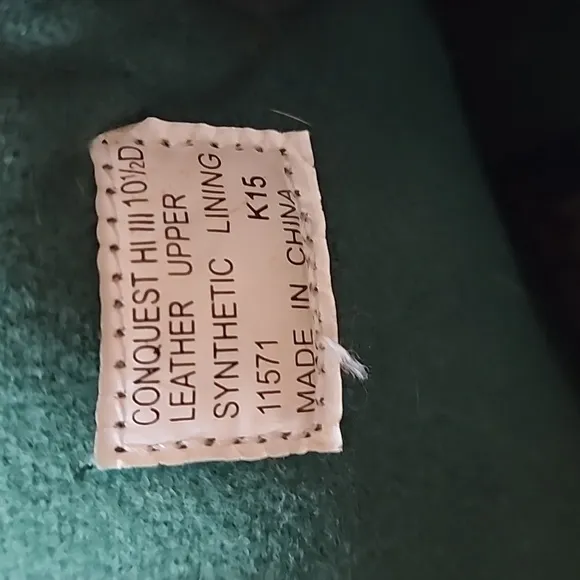 CONQUEST HI III 10½D
LEATHER UPPER
SYNTHETIC LINING
11571 K15
MADE IN CHINA